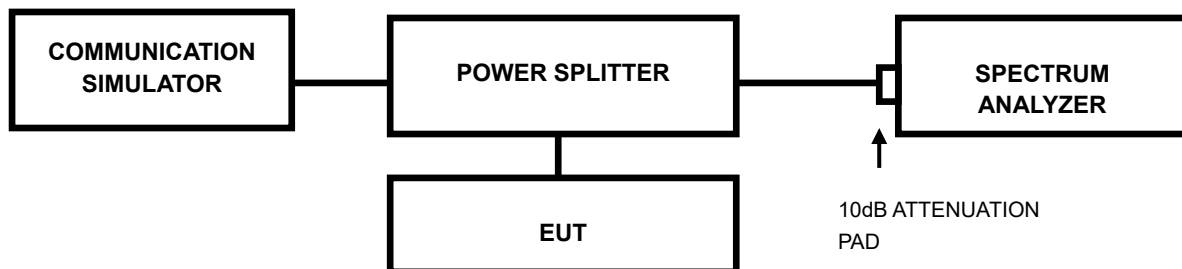 COMMUNICATION
SIMULATOR
POWER SPLITTER
SPECTRUM
ANALYZER
EUT
10dB ATTENUATION
PAD